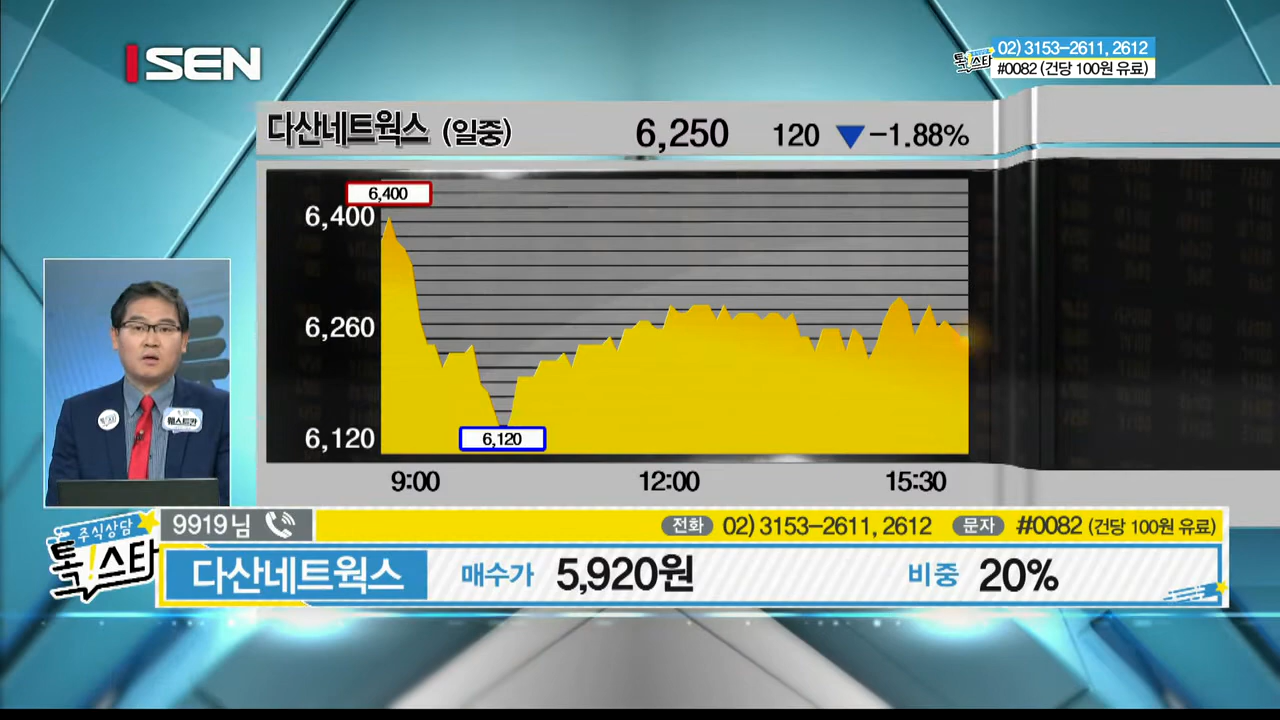 SEN
톡!스타
02) 3153-2611, 2612
#0082 (건당 100원 유료)
다산네트웍스 (일중) 6,250 120 ▼-1.88%
6,400
6,400
6,260
6,120
6,120
9:00 12:00 15:30
퀘스트칸
주식상담
톡!스타
9919님
전화 02) 3153-2611, 2612 문자 #0082 (건당 100원 유료)
다산네트웍스 매수가 5,920원 비중 20%